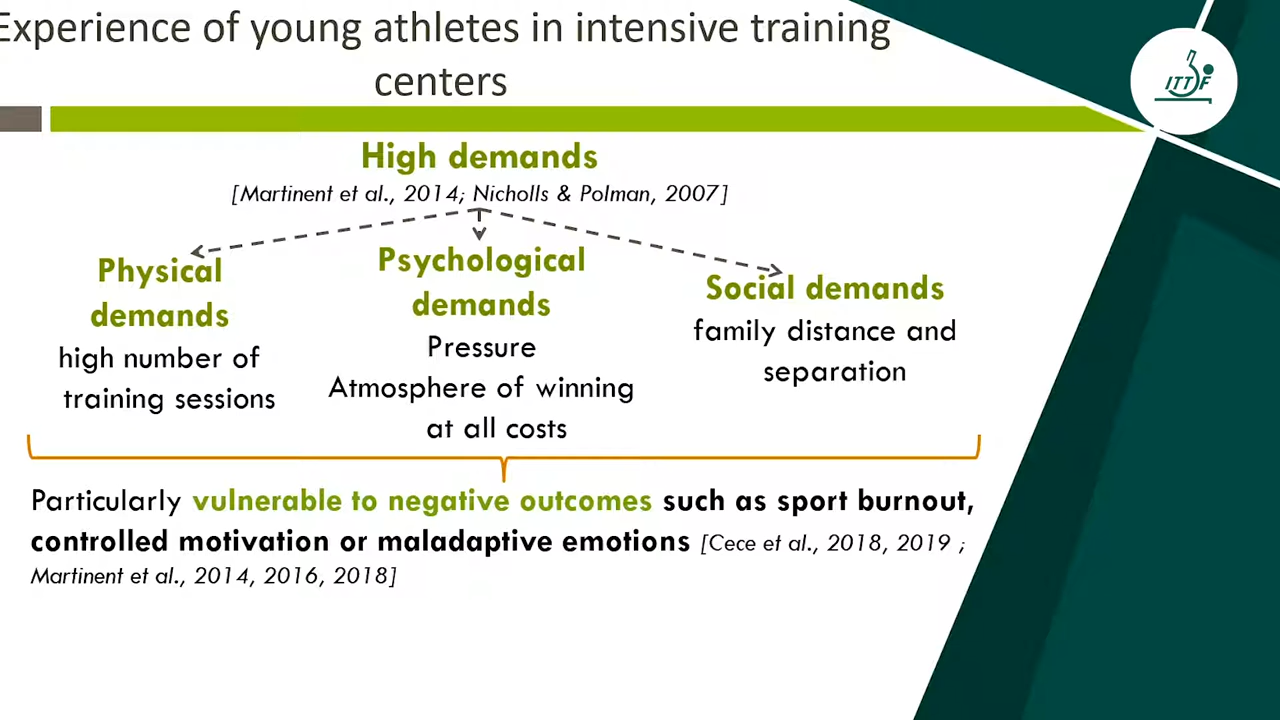 Experience of young athletes in intensive training
centers
ITTF
High demands
[Martinent et al., 2014; Nicholls & Polman, 2007]
Physical
demands
high number of
training sessions
Psychological
demands
Pressure
Atmosphere of winning
at all costs
Social demands
family distance and
separation
Particularly vulnerable to negative outcomes such as sport burnout,
controlled motivation or maladaptive emotions [Cece et al., 2018, 2019 ;
Martinent et al., 2014, 2016, 2018]